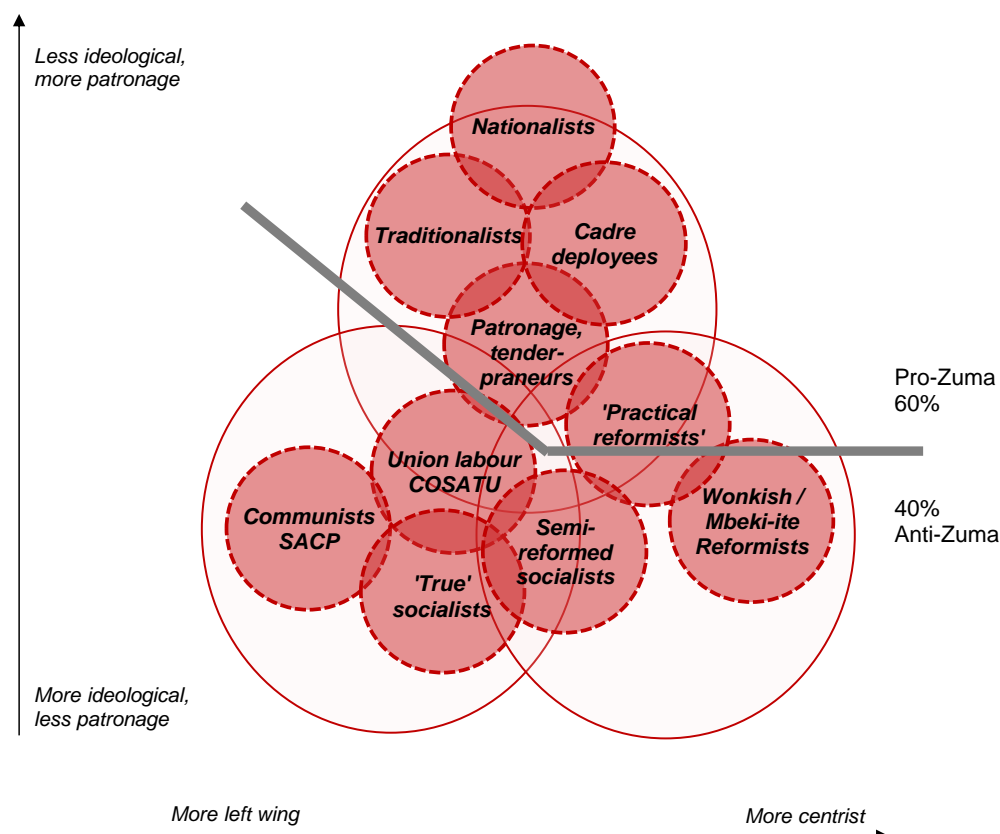 Less ideological,
more patronage
Nationalists
Traditionalists
Cadre
deployees
Patronage,
tender-
praneurs
Pro-Zuma
60%
'Practical
reformists'
Union labour
COSATU
Communists
SACP
Semi-
reformed
socialists
Wonkish /
Mbeki-ite
Reformists
40%
Anti-Zuma
'True'
socialists
More ideological,
less patronage
More left wing
More centrist